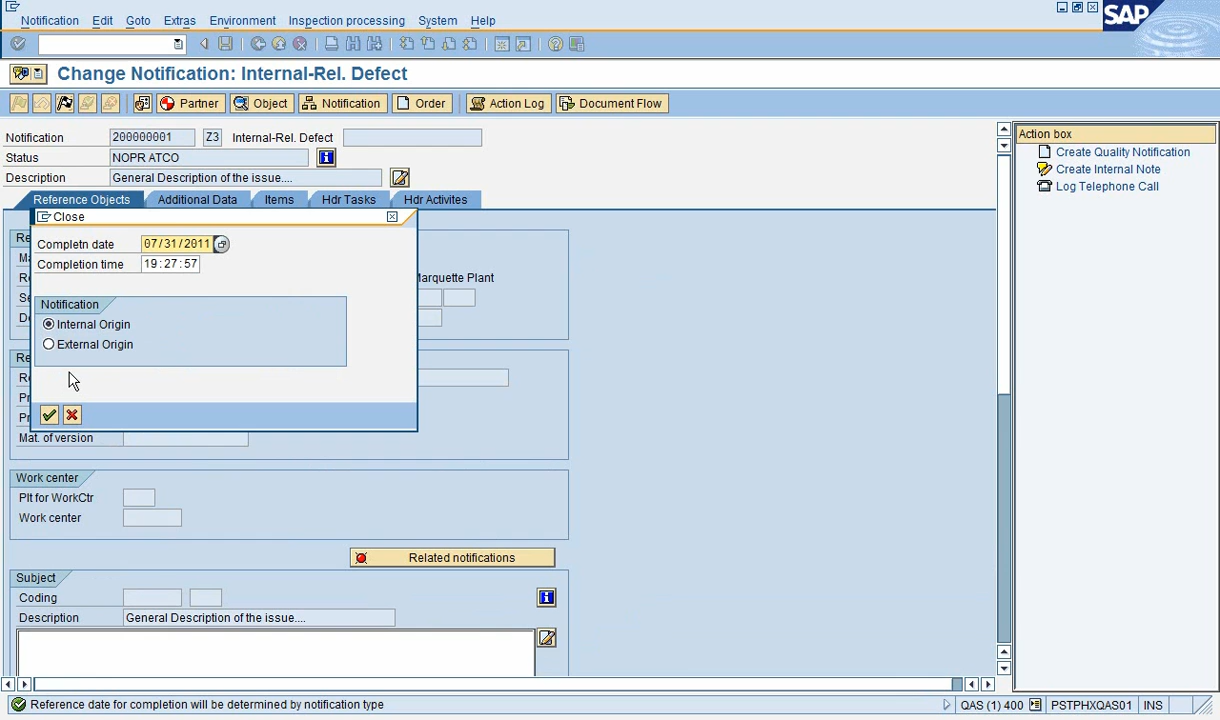 Notification Edit Goto Extras Environment Inspection processing System Help
SAP
Change Notification: Internal-Rel. Defect
Partner Object Notification Order Action Log Document Flow
Notification 200000001 Z3 Internal-Rel. Defect
Status NOPR ATCO
Description General Description of the issue....
Reference Objects Additional Data Items Hdr Tasks Hdr Activites
Close
Completn date 07/31/2011
Completion time 19:27:57
Marquette Plant
Notification
Internal Origin
External Origin
Mat. of version
Work center
Plt for WorkCtr
Work center
Related notifications
Subject
Coding
Description General Description of the issue....
Action box
Create Quality Notification
Create Internal Note
Log Telephone Call
Reference date for completion will be determined by notification type
QAS (1) 400 PSTPHXQAS01 INS